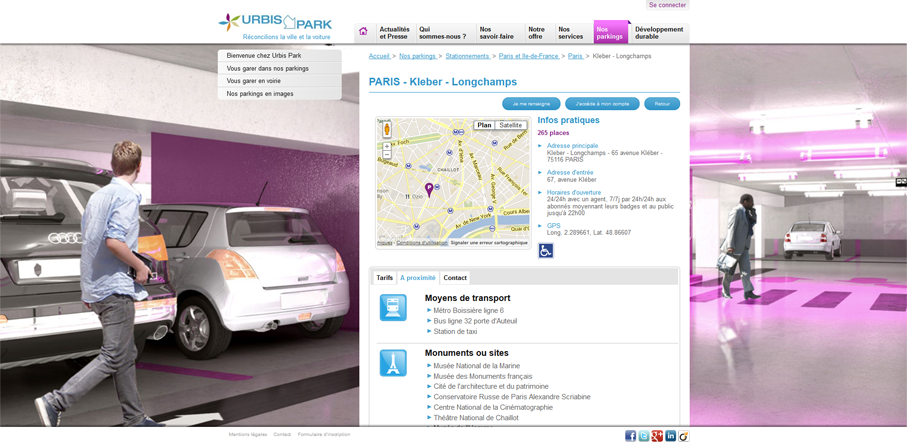 Se connecter
URBIS PARK
Réconcilions la ville et la voiture
Actualités et Presse
Qui sommes-nous ?
Nos savoir-faire
Notre offre
Nos services
Nos parkings
Développement durable
Bienvenue chez Urbis Park
Vous garer dans nos parkings
Vous garer en voirie
Nos parkings en images
Accueil > Nos parkings > Stationnements > Paris et Ile-de-France > Paris > Kleber - Longchamps
PARIS - Kleber - Longchamps
Je me renseigne
J'accède à mon compte
Retour
Plan
Satellite
CHAILLOT
Av. de New York
Cours Albert
Conditions d'utilisation
Signaler une erreur cartographique
Infos pratiques
265 places
Adresse principale
Kleber - Longchamps - 65 avenue Kléber -
75116 PARIS
Adresse d'entrée
67, avenue Kléber
Horaires d'ouverture
24/24h avec un agent, 7/7j par 24h/24h aux
abonnés moyennant leurs badges et au public
jusqu'à 22h00
GPS
Long. 2.289661, Lat. 48.86607
Tarifs
A proximité
Contact
Moyens de transport
Métro Boissière ligne 6
Bus ligne 32 porte d'Auteuil
Station de taxi
Monuments ou sites
Musée National de la Marine
Musée des Monuments français
Cité de l'architecture et du patrimoine
Conservatoire Russe de Paris Alexandre Scriabine
Centre National de la Cinématographie
Théâtre National de Chaillot
Mentions légales
Contact
Formulaire d'inscription